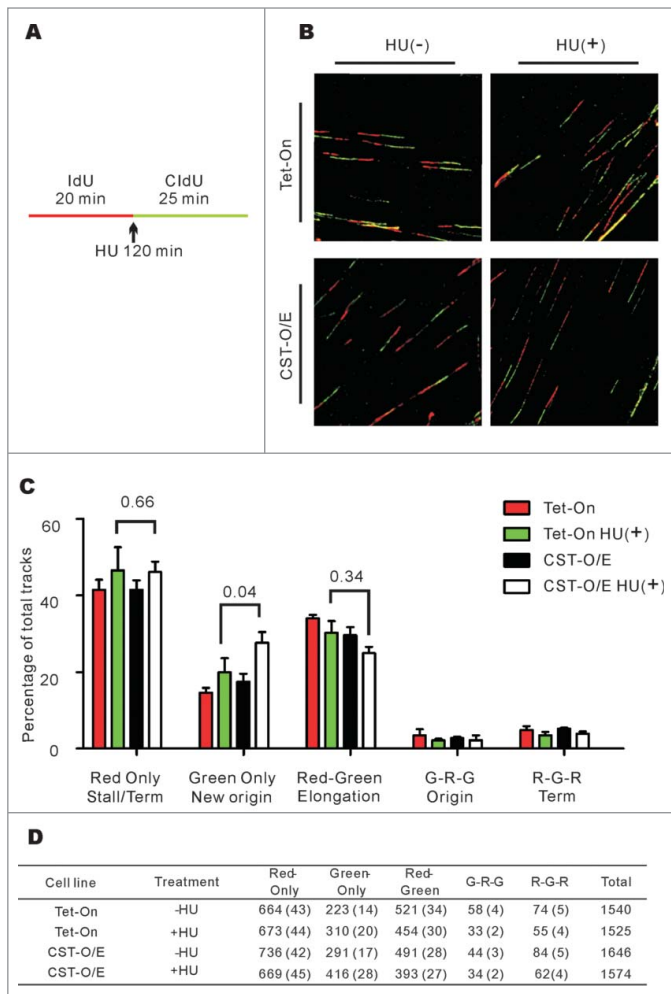 A
IdU
20 min
CldU
25 min
HU 120 min
B
HU(-)
HU(+)
Tet-On
CST-O/E
C
0.66
0.04
0.34
Tet-On
Tet-On HU(+)
CST-O/E
CST-O/E HU(+)
Percentage of total tracks
60
40
20
0
Red Only
Stall/Term
Green Only
New origin
Red-Green
Elongation
G-R-G
Origin
R-G-R
Term
D
Cell line Treatment Red-Only Green-Only Red-Green G-R-G R-G-R Total
Tet-On -HU 664 (43) 223 (14) 521 (34) 58 (4) 74 (5) 1540
Tet-On +HU 673 (44) 310 (20) 454 (30) 33 (2) 55 (4) 1525
CST-O/E -HU 736 (42) 291 (17) 491 (28) 44 (3) 84 (5) 1646
CST-O/E +HU 669 (45) 416 (28) 393 (27) 34 (2) 62(4) 1574